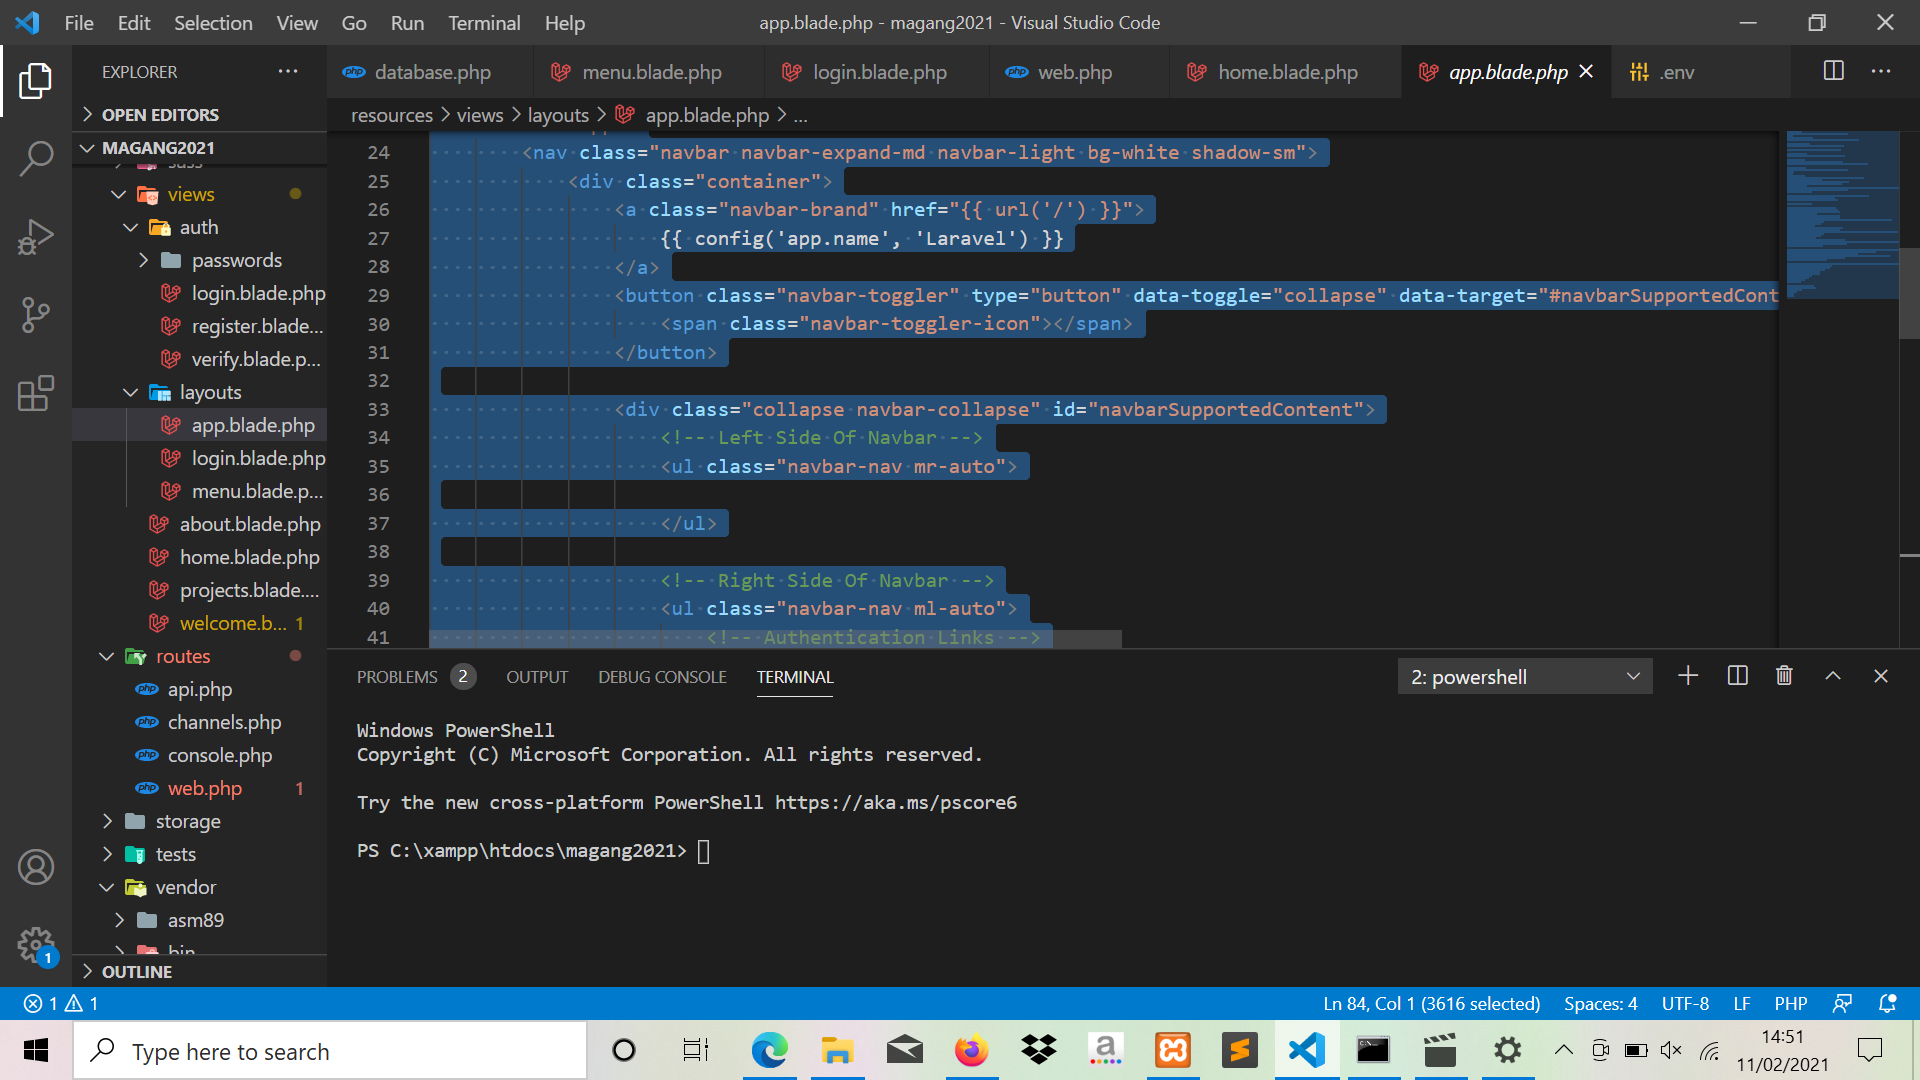 File Edit Selection View Go Run Terminal Help
app.blade.php - magang2021 - Visual Studio Code
EXPLORER
database.php
menu.blade.php
login.blade.php
web.php
home.blade.php
app.blade.php
.env
OPEN EDITORS
resources > views > layouts > app.blade.php > ...
MAGANG2021
views
auth
passwords
login.blade.php
register.blade...
verify.blade.p...
layouts
app.blade.php
login.blade.php
menu.blade.p...
about.blade.php
home.blade.php
projects.blade....
welcome.b... 1
routes
api.php
channels.php
console.php
web.php 1
storage
tests
vendor
asm89
bin
OUTLINE
24 <nav class="navbar navbar-expand-md navbar-light bg-white shadow-sm">
25 <div class="container">
26 <a class="navbar-brand" href="{{ url('/') }}">
27 {{ config('app.name', 'Laravel') }}
28 </a>
29 <button class="navbar-toggler" type="button" data-toggle="collapse" data-target="#navbarSupportedCont
30 <span class="navbar-toggler-icon"></span>
31 </button>
32
33 <div class="collapse navbar-collapse" id="navbarSupportedContent">
34 <!-- Left Side Of Navbar -->
35 <ul class="navbar-nav mr-auto">
36
37 </ul>
38
39 <!-- Right Side Of Navbar -->
40 <ul class="navbar-nav ml-auto">
41 <!-- Authentication Links -->
PROBLEMS 2 OUTPUT DEBUG CONSOLE TERMINAL
2: powershell
Windows PowerShell
Copyright (C) Microsoft Corporation. All rights reserved.
Try the new cross-platform PowerShell https://aka.ms/pscore6
PS C:\xampp\htdocs\magang2021>
1
1 1
Ln 84, Col 1 (3616 selected) Spaces: 4 UTF-8 LF PHP
Type here to search
14:51
11/02/2021